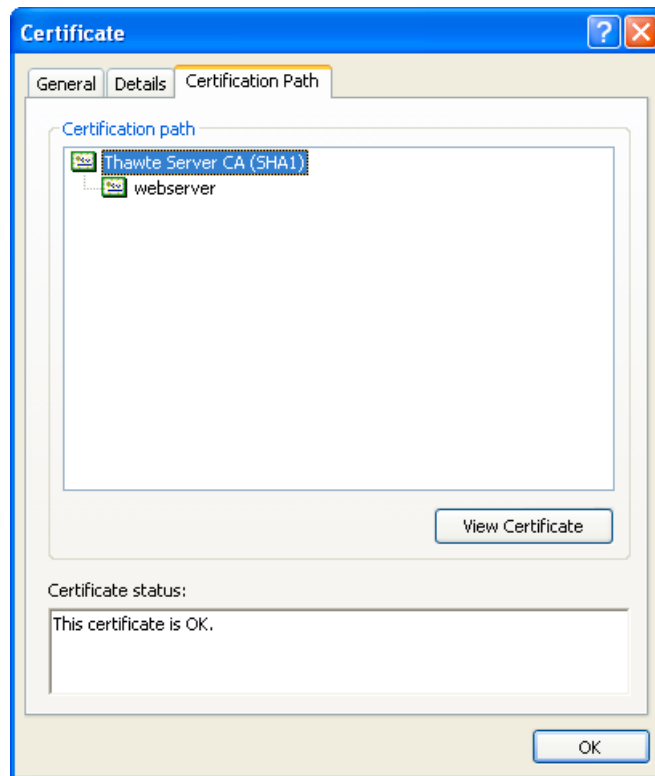 Certificate
General Details Certification Path
Certification path
Thawte Server CA (SHA1)
webserver
View Certificate
Certificate status:
This certificate is OK.
OK